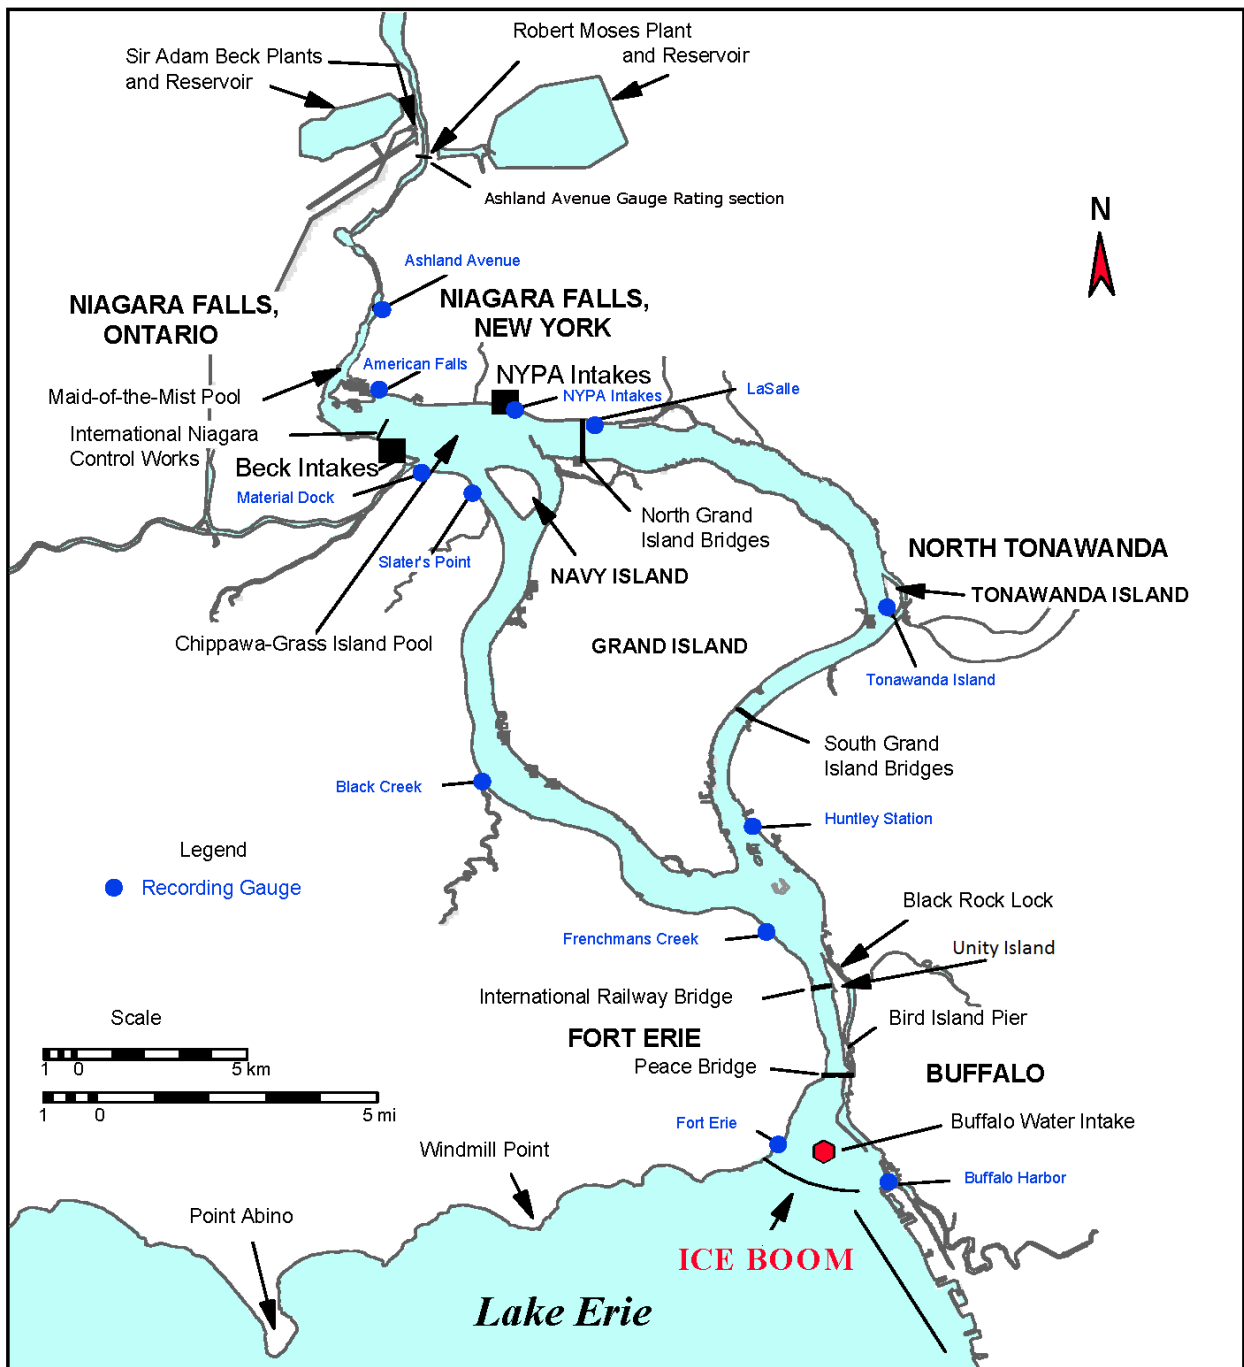 Robert Moses Plant
and Reservoir
Sir Adam Beck Plants
and Reservoir
Ashland Avenue Gauge Rating section
N
Ashland Avenue
NIAGARA FALLS,
ONTARIO
NIAGARA FALLS,
NEW YORK
American Falls
NYPA Intakes
NYPA Intakes
LaSalle
Maid-of-the-Mist Pool
International Niagara
Control Works
Beck Intakes
Material Dock
North Grand
Island Bridges
Slater's Point
NAVY ISLAND
NORTH TONAWANDA
TONAWANDA ISLAND
Chippawa-Grass Island Pool
GRAND ISLAND
Tonawanda Island
South Grand
Island Bridges
Black Creek
Huntley Station
Legend
Recording Gauge
Black Rock Lock
Frenchmans Creek
Unity Island
International Railway Bridge
Scale
1 0 5 km
1 0 5 mi
Bird Island Pier
FORT ERIE
Peace Bridge
BUFFALO
Fort Erie
Buffalo Water Intake
Windmill Point
Buffalo Harbor
Point Abino
ICE BOOM
Lake Erie